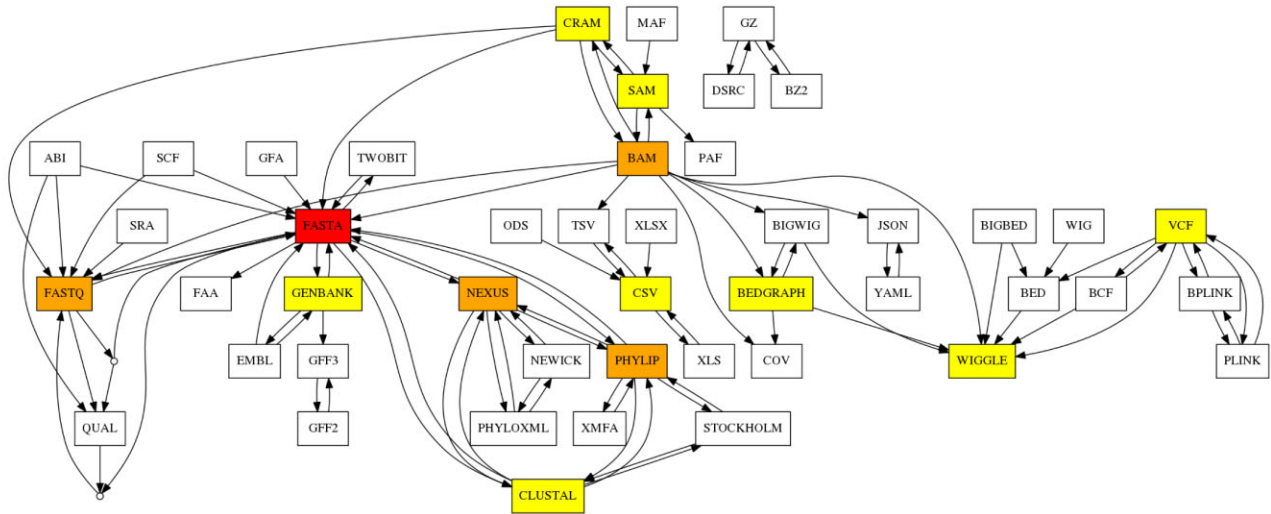 CRAM
MAF
GZ
SAM
DSRC
BZ2
ABI
SCF
GFA
TWOBIT
BAM
PAF
SRA
FASTA
ODS
TSV
XLSX
BIGWIG
JSON
BIGBED
WIG
VCF
FASTQ
FAA
GENBANK
NEXUS
CSV
BEDGRAPH
YAML
BED
BCF
BPLINK
EMBL
GFF3
NEWICK
PHYLIP
XLS
COV
WIGGLE
PLINK
QUAL
GFF2
PHYLOXML
XMFA
STOCKHOLM
CLUSTAL